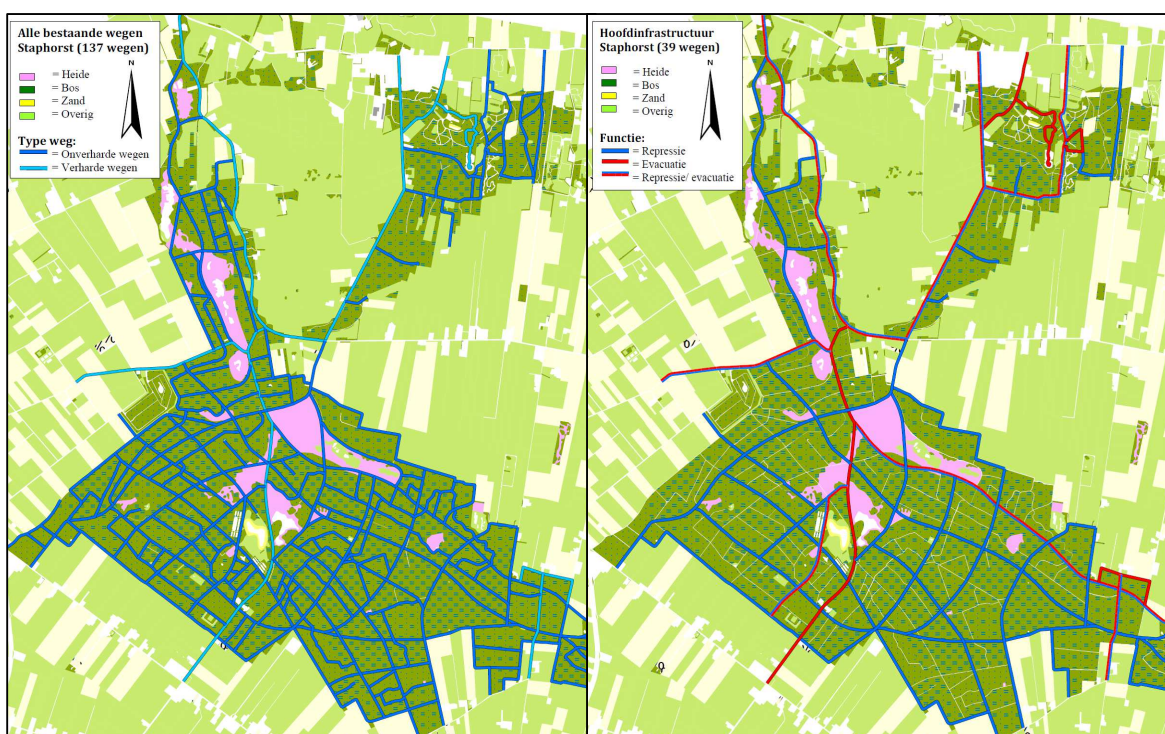 Alle bestaande wegen
Staphorst (137 wegen)
N
= Heide
= Bos
= Zand
= Overig
Type weg:
= Onverharde wegen
= Verharde wegen
Hoofdinfrastructuur
Staphorst (39 wegen)
N
= Heide
= Bos
= Zand
= Overig
Functie:
= Repressie
= Evacuatie
= Repressie/ evacuatie